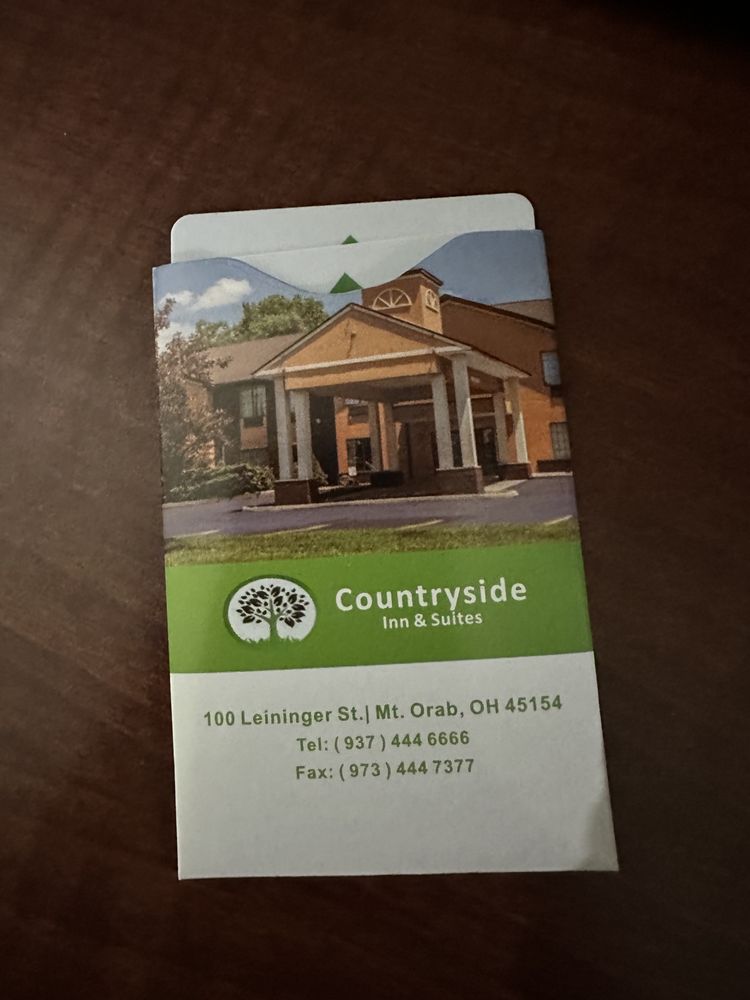 Countryside
Inn & Suites
100 Leininger St.| Mt. Orab, OH 45154
Tel: ( 937 ) 444 6666
Fax: ( 973 ) 444 7377